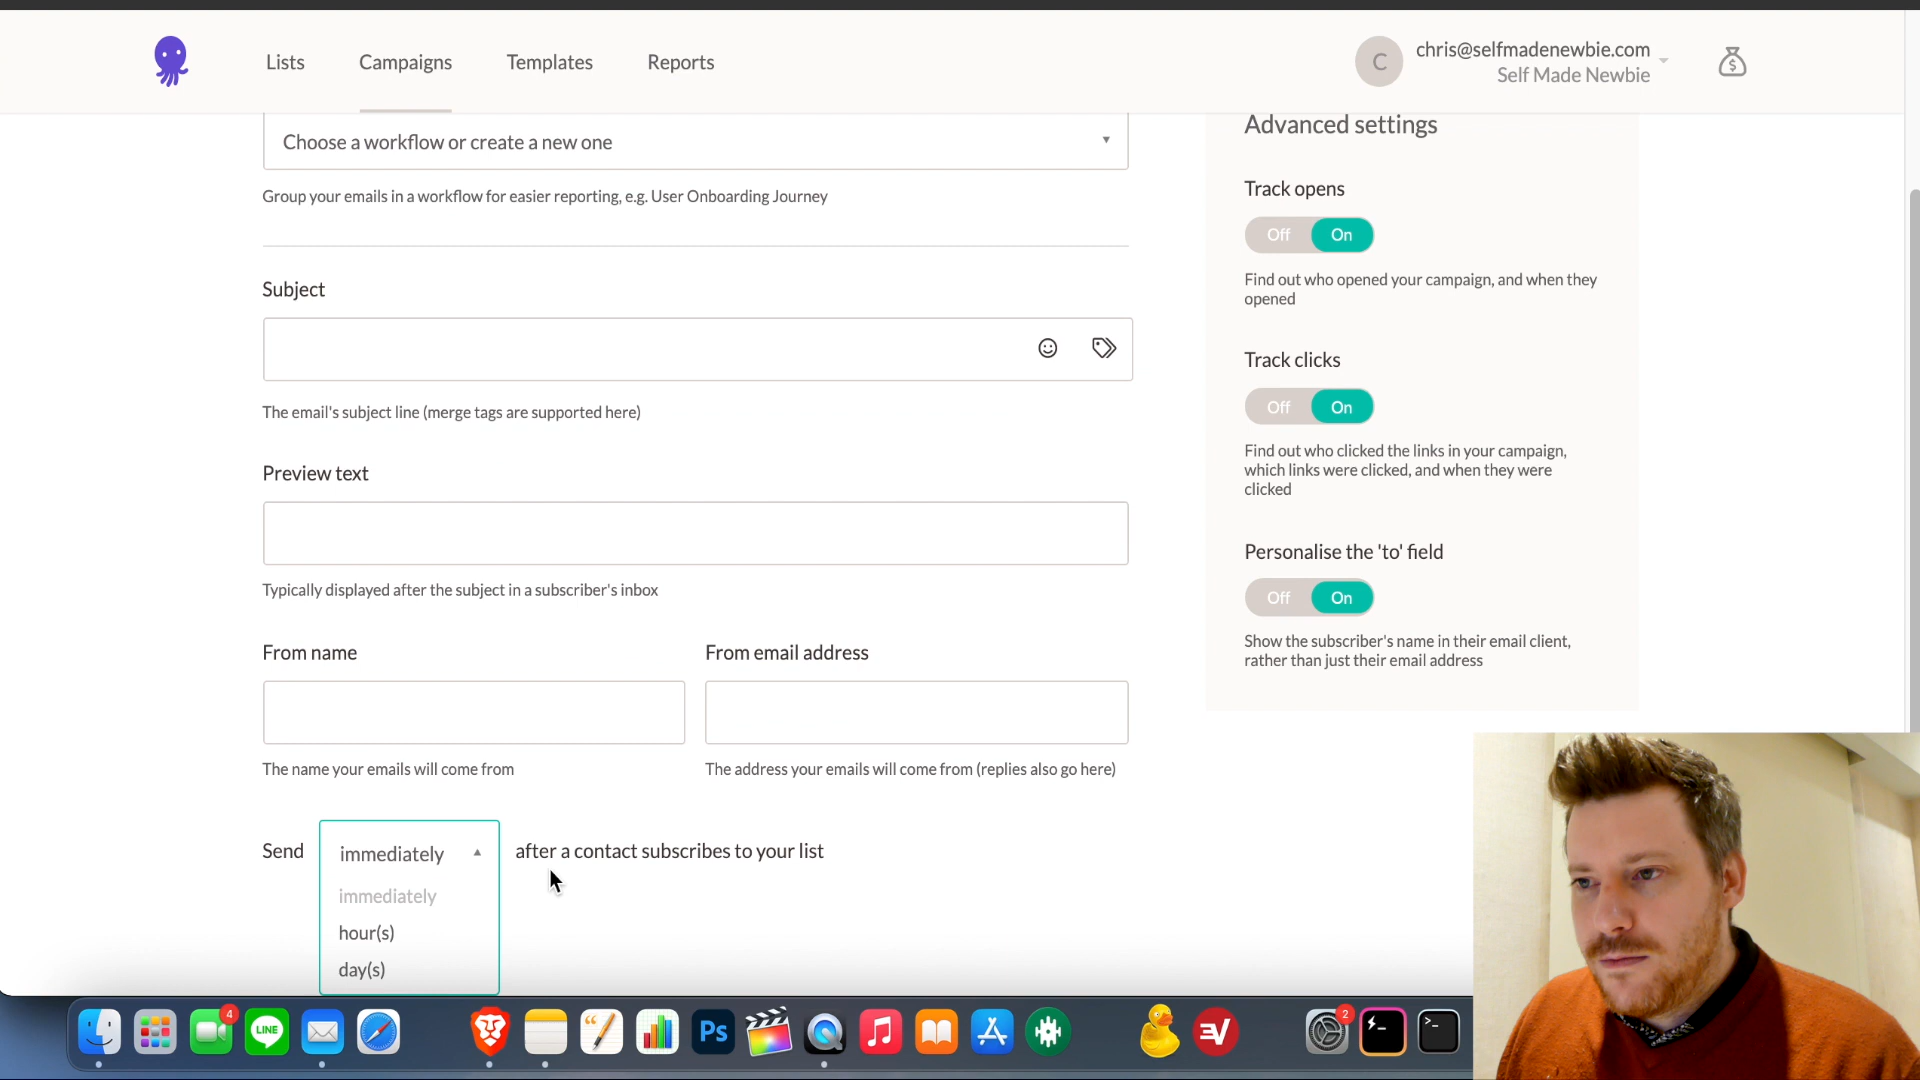 Lists
Campaigns
Templates
Reports
C
chris@selfmadenewbie.com
Self Made Newbie
Choose a workflow or create a new one
Group your emails in a workflow for easier reporting, e.g. User Onboarding Journey
Subject
The email's subject line (merge tags are supported here)
Preview text
Typically displayed after the subject in a subscriber's inbox
From name
From email address
The name your emails will come from
The address your emails will come from (replies also go here)
Send
immediately
after a contact subscribes to your list
immediately
hour(s)
day(s)
Advanced settings
Track opens
Off On
Find out who opened your campaign, and when they
opened
Track clicks
Off On
Find out who clicked the links in your campaign,
which links were clicked, and when they were
clicked
Personalise the 'to' field
Off On
Show the subscriber's name in their email client,
rather than just their email address
4
LINE
Ps
2